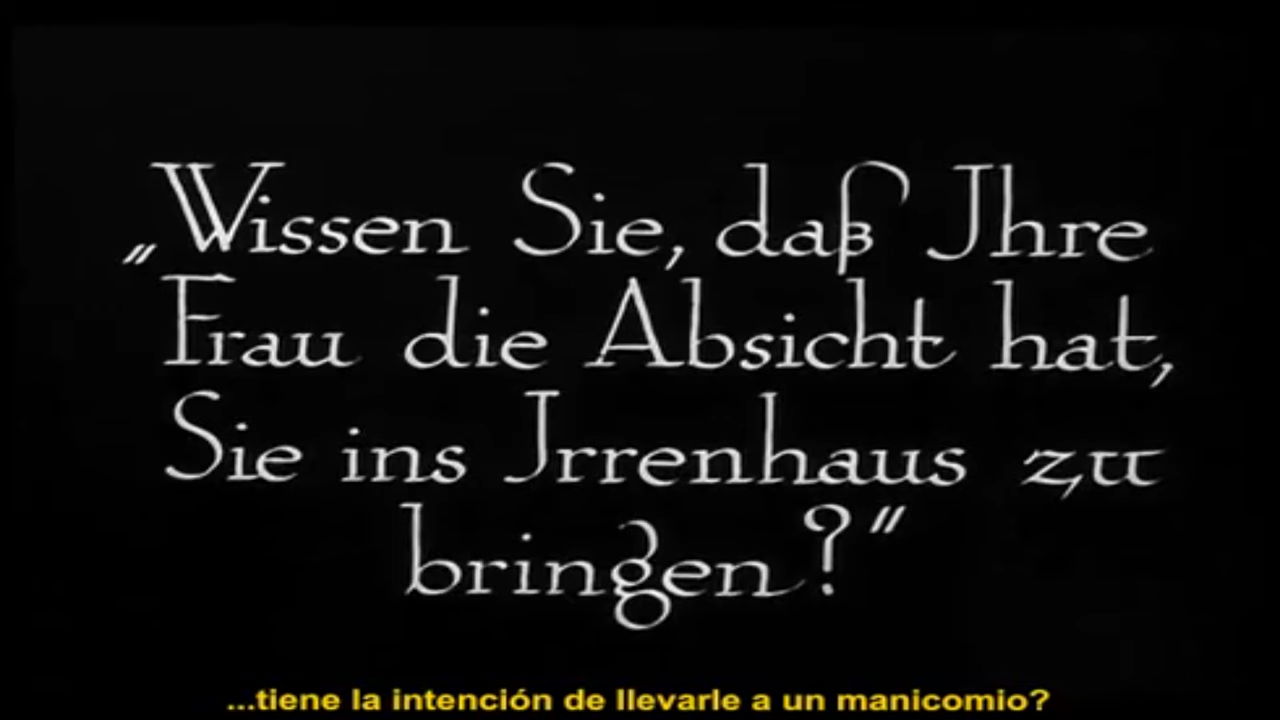 „Wissen Sie, daß Jhre
Frau die Absicht hat,
Sie ins Jrrenhaus zu
bringen?"
...tiene la intención de llevarle a un manicomio?